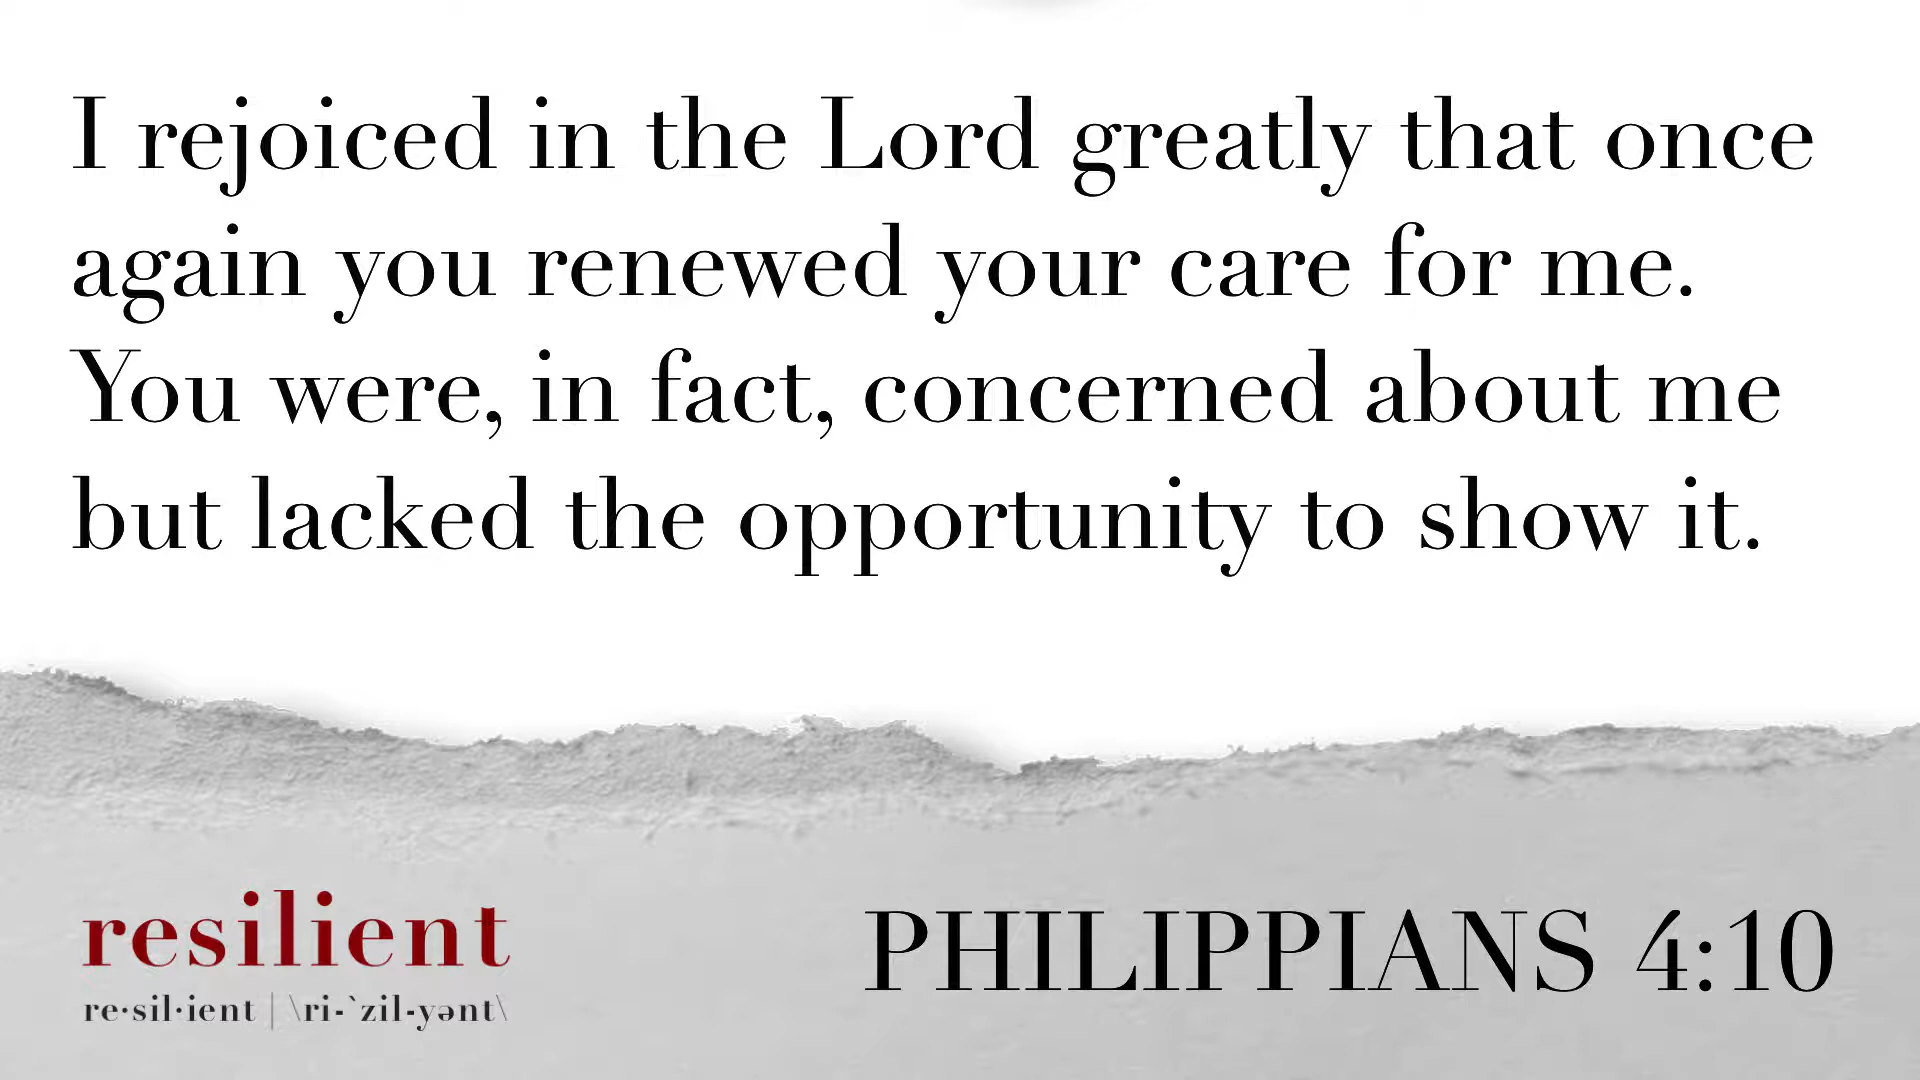 I rejoiced in the Lord greatly that once
again you renewed your care for me.
You were, in fact, concerned about me
but lacked the opportunity to show it.
resilient
re·sil·ient | \ri-`zil-yənt\
PHILIPPIANS 4:10